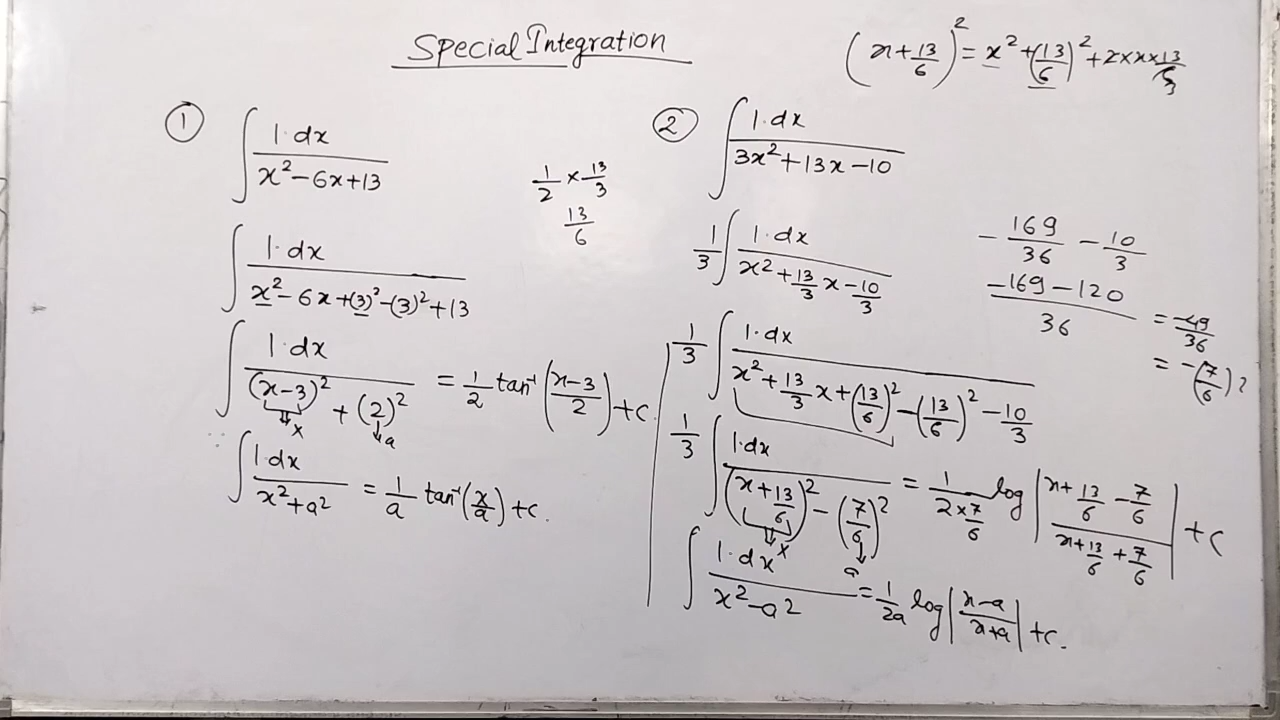 Special Integration
(x+13/6)² = x² + (13/6)² + 2×x×13/6 3
① ∫ 1·dx / x²-6x+13
1/2 × 13/3
13/6
∫ 1·dx / x²-6x+(3)²-(3)²+13
∫ 1·dx / (x-3)² + (2)² = 1/2 tan⁻¹ (x-3/2) + c
⇓ x ↓ a
∵ ∫ 1·dx / x²+a² = 1/a tan⁻¹ (x/a) + c.
② ∫ 1·dx / 3x²+13x-10
1/3 ∫ 1·dx / x²+13/3 x-10/3
-169/36 - 10/3
-169-120 / 36 = -49/36
= -(7/6)2
1/3 ∫ 1·dx / x²+13/3 x+(13/6)²-(13/6)²-10/3
1/3 ∫ 1·dx / (x+13/6)² - (7/6)² = 1 / 2×7/6 log |x+13/6-7/6 / x+13/6+7/6| + c
⇓ x ↓ a
∫ 1·dx / x²-a² = 1/2a log |x-a / x+a| + c.